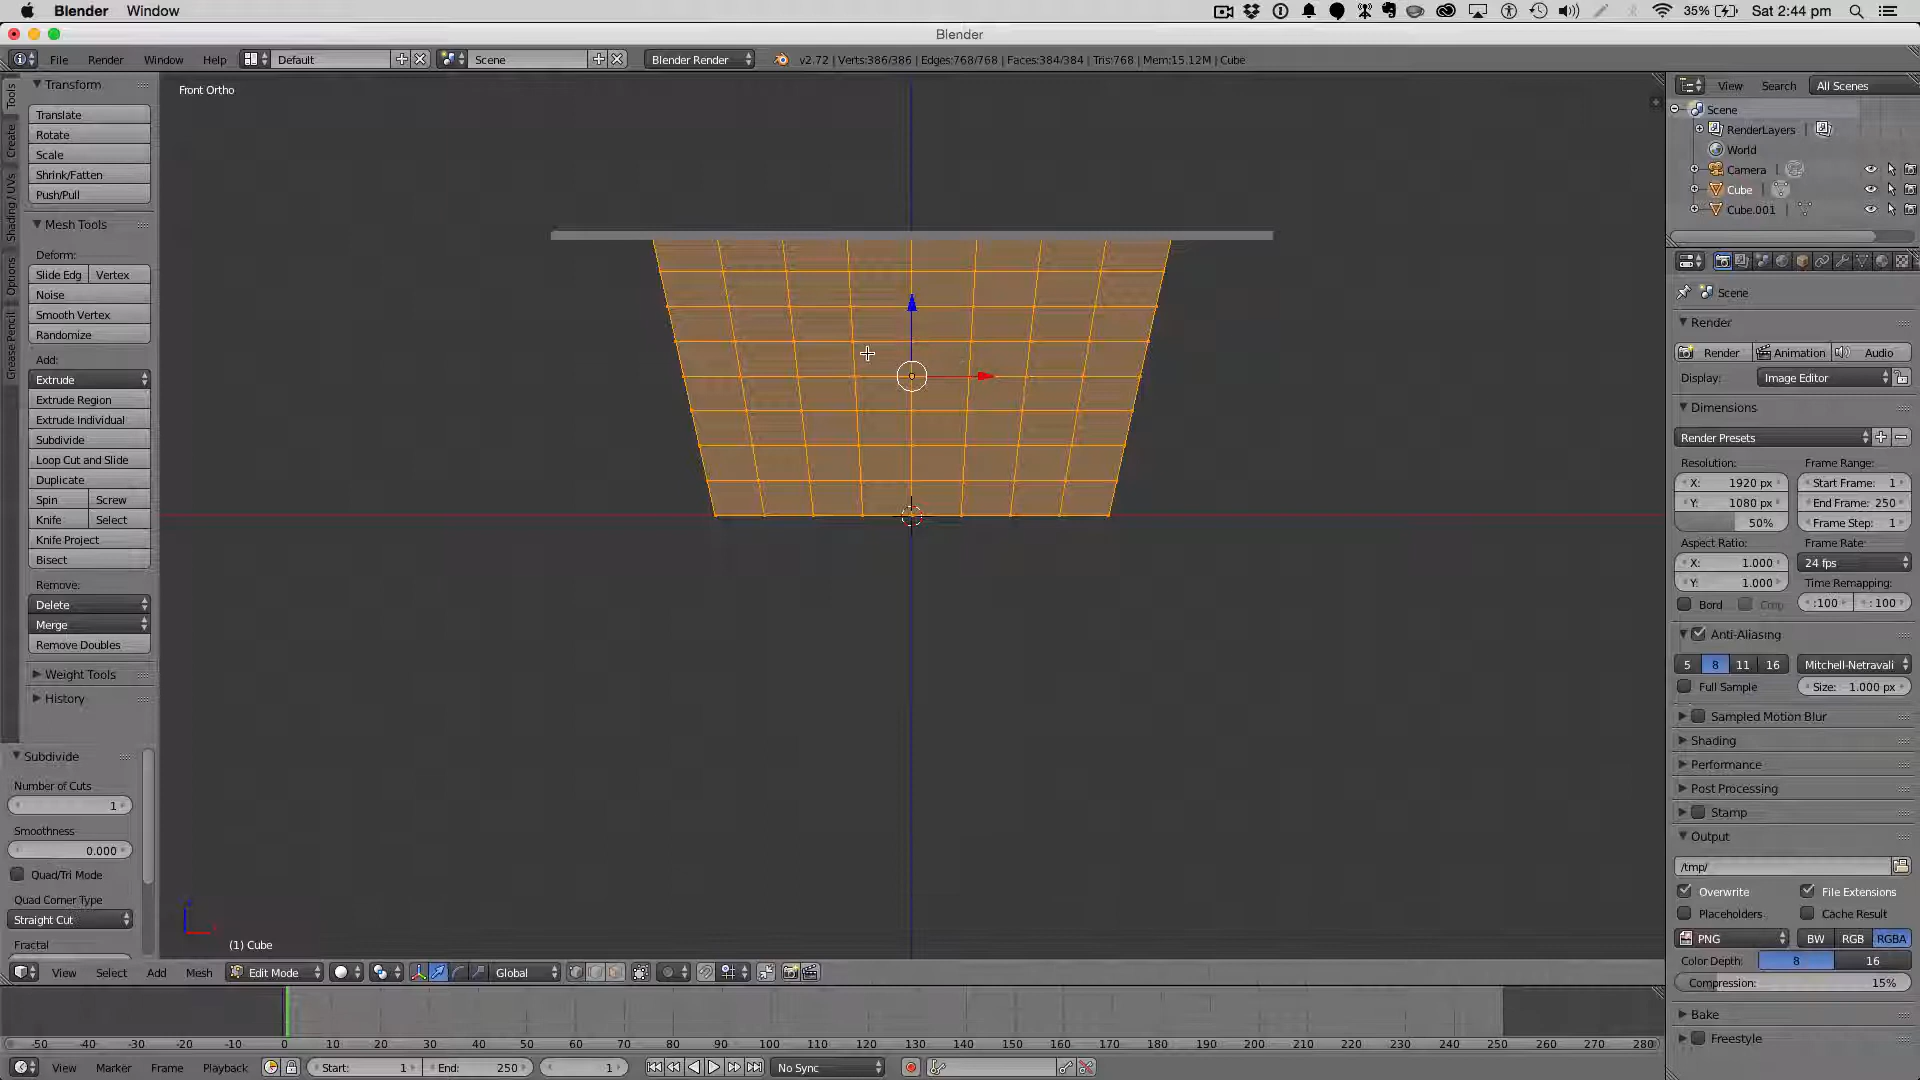 Blender Window 35% Sat 2:44 pm
Blender
File Render Window Help Default Scene Blender Render v2.72 | Verts:386/386 | Edges:768/768 | Faces:384/384 | Tris:768 | Mem:15.12M | Cube
Tools
Create
Shading / UVs
Options
Grease Pencil
Transform
Translate
Rotate
Scale
Shrink/Fatten
Push/Pull
Mesh Tools
Deform:
Slide Edg Vertex
Noise
Smooth Vertex
Randomize
Add:
Extrude
Extrude Region
Extrude Individual
Subdivide
Loop Cut and Slide
Duplicate
Spin Screw
Knife Select
Knife Project
Bisect
Remove:
Delete
Merge
Remove Doubles
Weight Tools
History
Subdivide
Number of Cuts
1
Smoothness
0.000
Quad/Tri Mode
Quad Corner Type
Straight Cut
Fractal
Front Ortho
(1) Cube
View Select Add Mesh Edit Mode Global
-50 -40 -30 -20 -10 0 10 20 30 40 50 60 70 80 90 100 110 120 130 140 150 160 170 180 190 200 210 220 230 240 250 260 270 280
View Marker Frame Playback Start: 1 End: 250 1 No Sync
View Search All Scenes
Scene
RenderLayers
World
Camera
Cube
Cube.001
Scene
Render
Render Animation Audio
Display: Image Editor
Dimensions
Render Presets
Resolution: Frame Range:
X: 1920 px Start Frame: 1
Y: 1080 px End Frame: 250
50% Frame Step: 1
Aspect Ratio: Frame Rate:
X: 1.000 24 fps
Y: 1.000 Time Remapping:
Bord Crop :100 : 100
Anti-Aliasing
5 8 11 16 Mitchell-Netravali
Full Sample Size: 1.000 px
Sampled Motion Blur
Shading
Performance
Post Processing
Stamp
Output
/tmp/
Overwrite File Extensions
Placeholders Cache Result
PNG BW RGB RGBA
Color Depth: 8 16
Compression: 15%
Bake
Freestyle